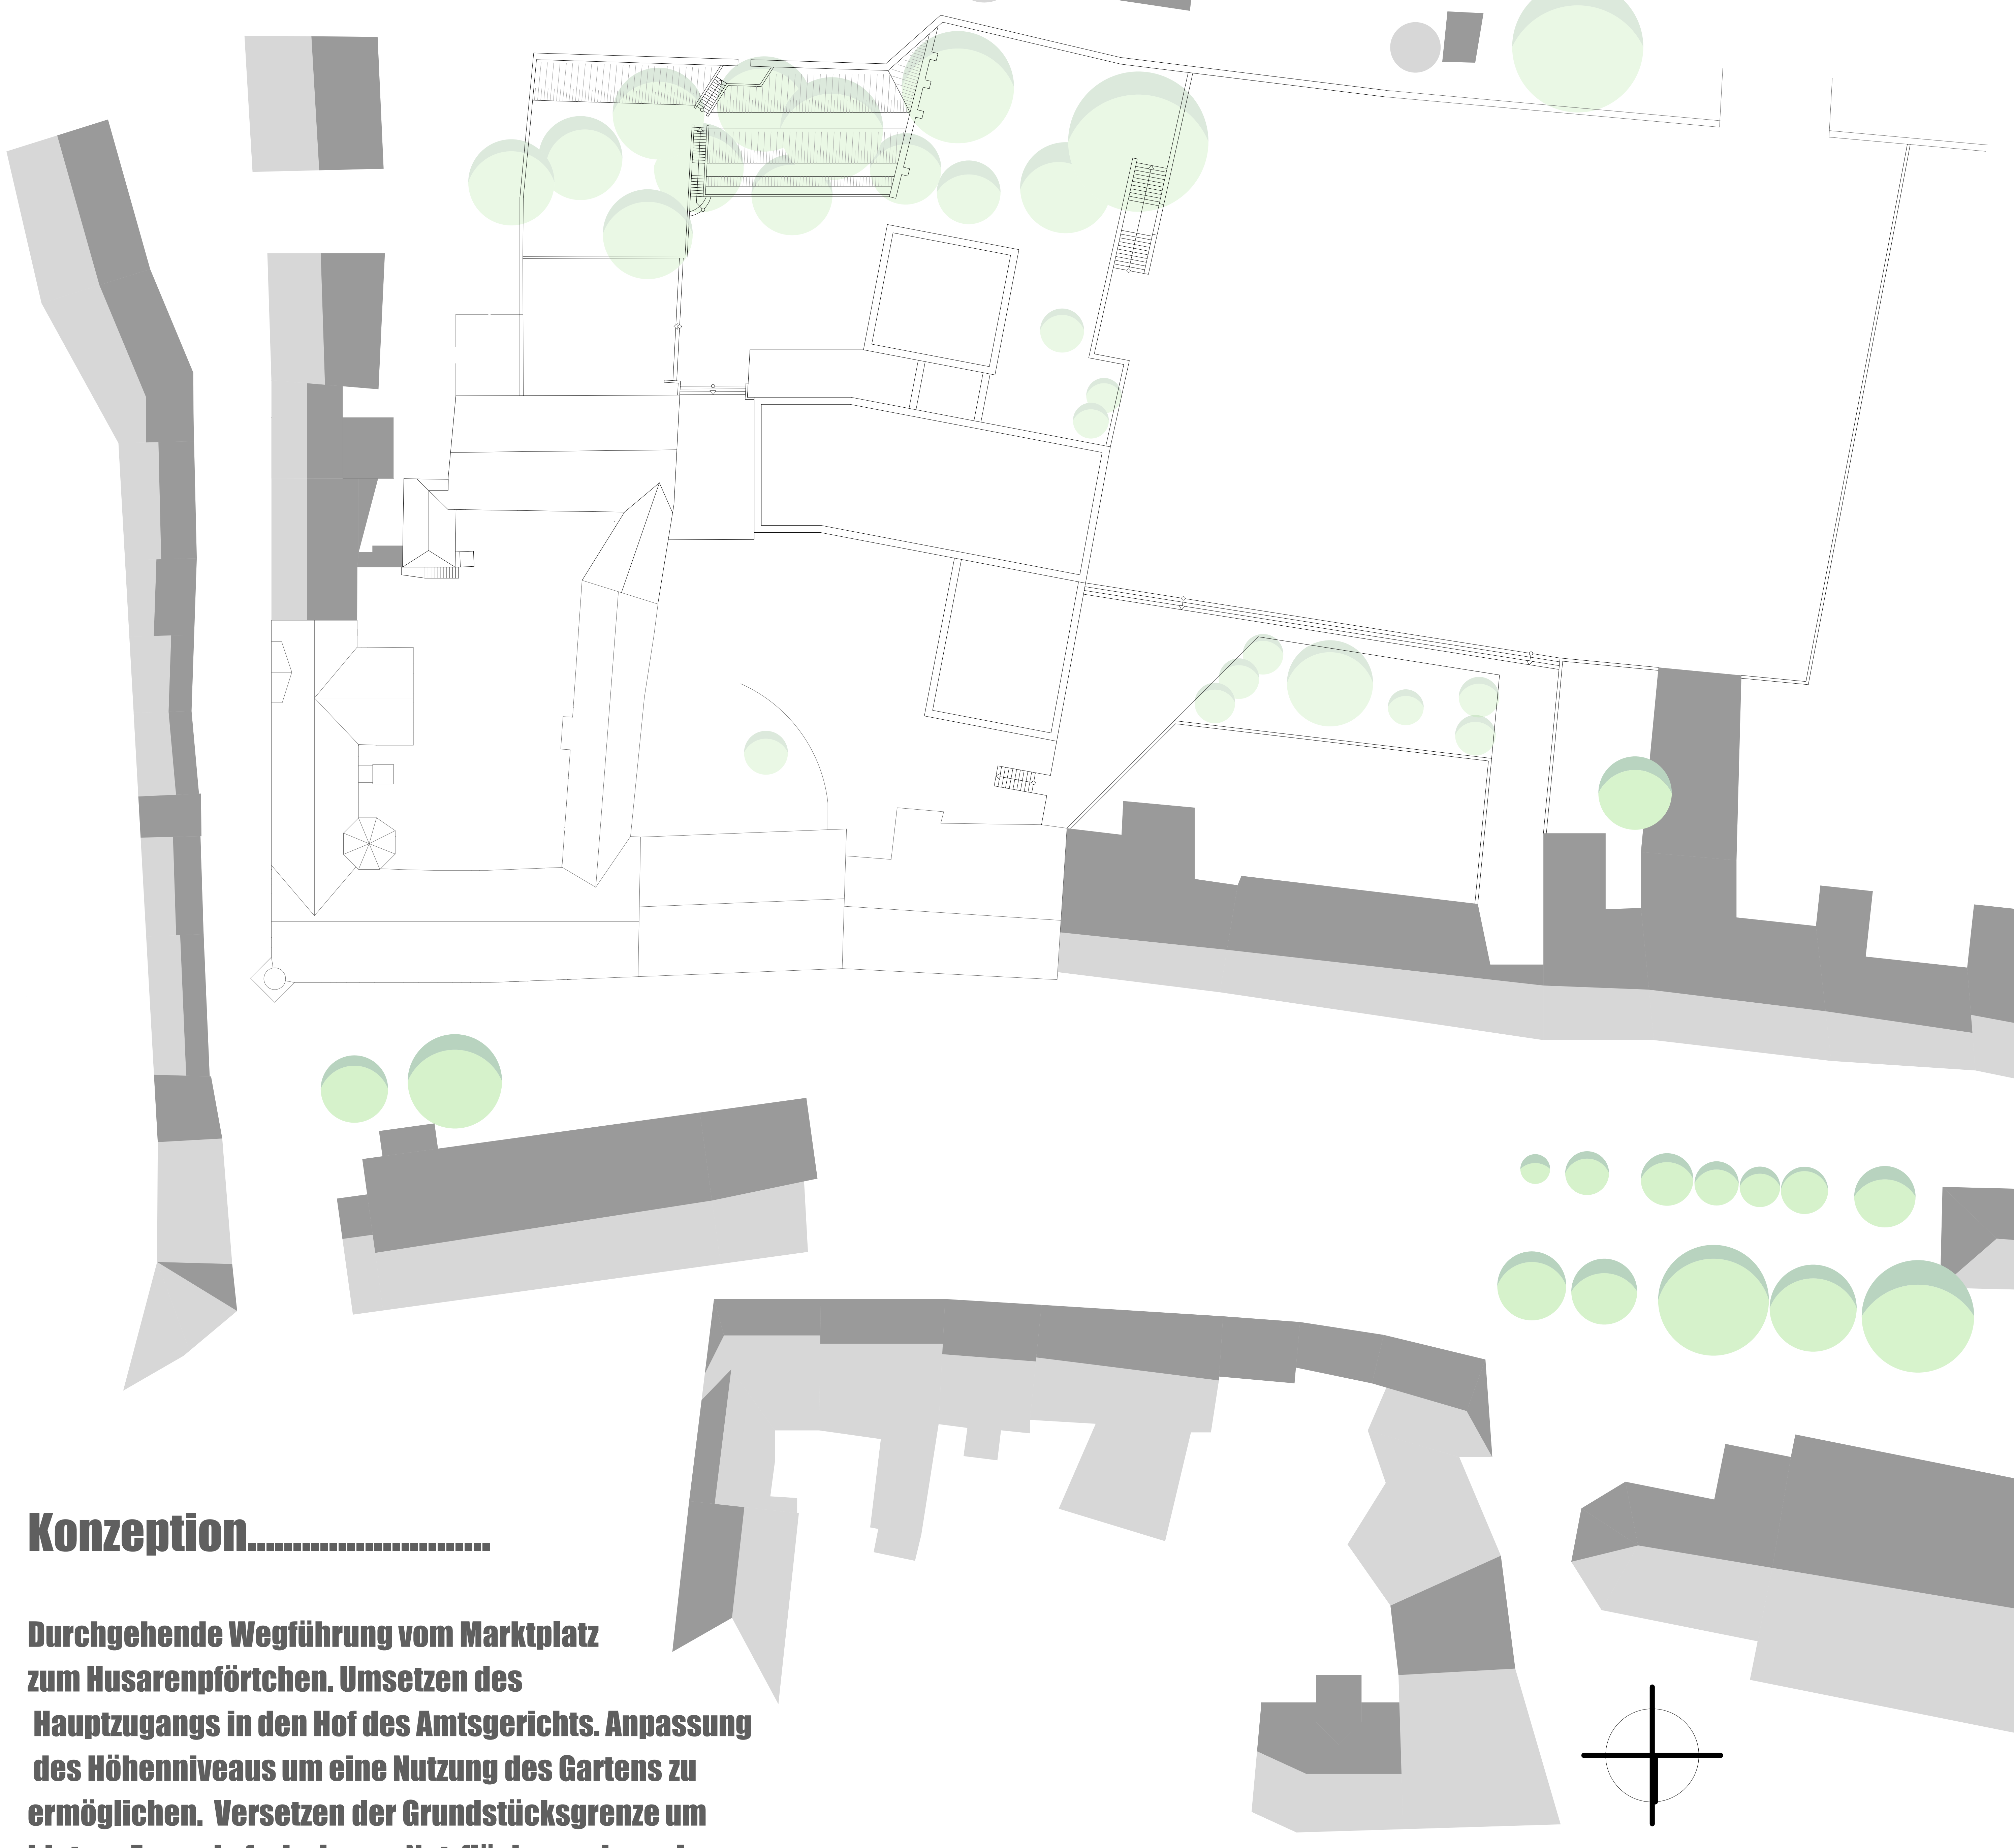 Konzeption...........................
Durchgehende Wegführung vom Marktplatz
zum Husarenpförtchen. Umsetzen des
Hauptzugangs in den Hof des Amtsgerichts. Anpassung
des Höhenniveaus um eine Nutzung des Gartens zu
ermöglichen. Versetzen der Grundstücksgrenze um